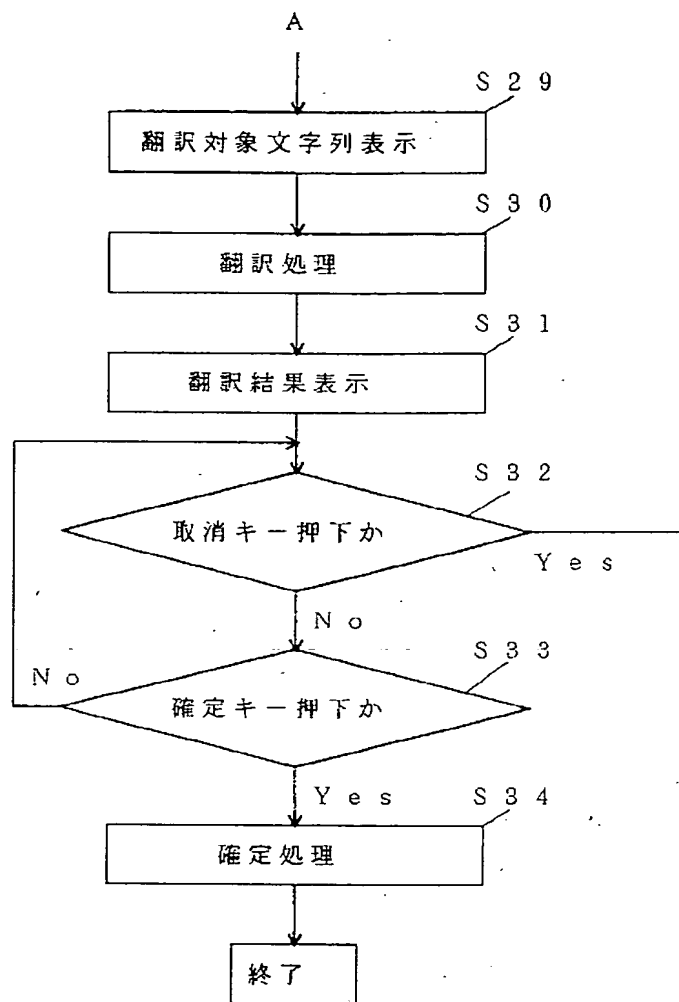 A
S29
翻訳対象文字列表示
S30
翻訳処理
S31
翻訳結果表示
S32
取消キー押下か
Yes
No
S33
No
確定キー押下か
Yes
S34
確定処理
終了